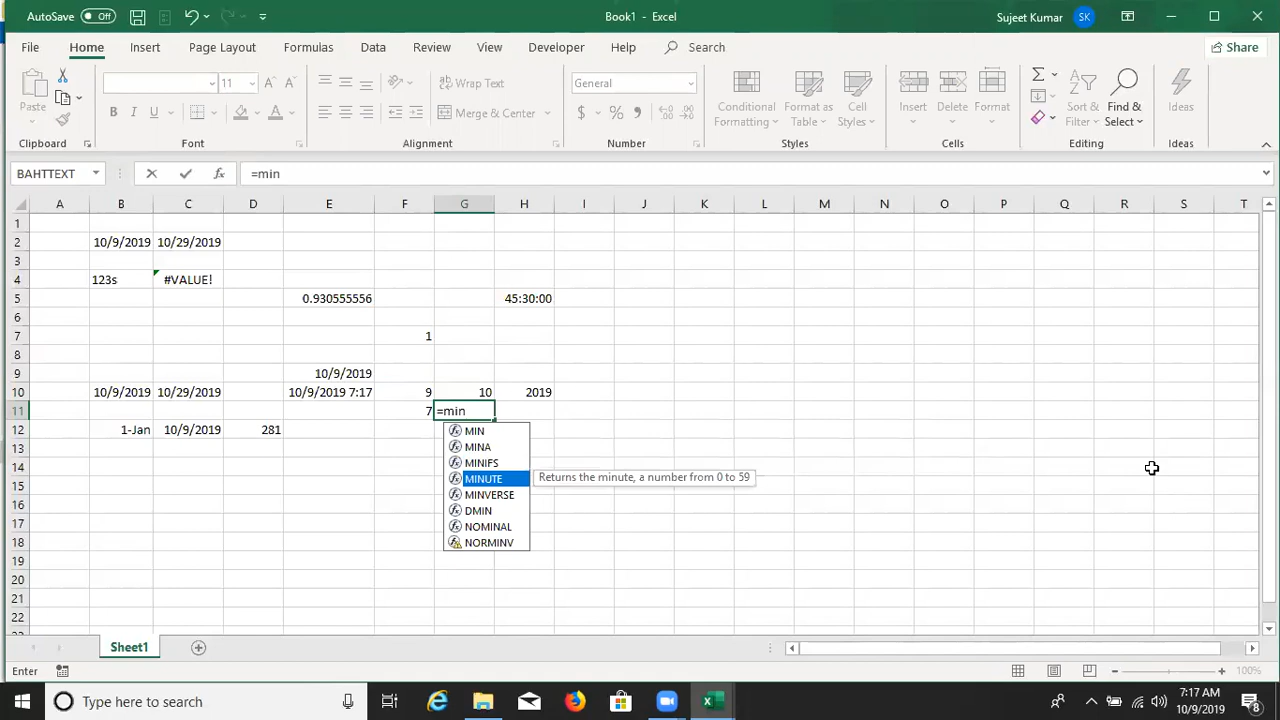 AutoSave Off
Book1 - Excel
Sujeet Kumar SK
File Home Insert Page Layout Formulas Data Review View Developer Help Search Share
Paste
11
Wrap Text
Merge & Center
General
$ % ,
Conditional Formatting
Format as Table
Cell Styles
Insert
Delete
Format
Sort & Filter
Find & Select
Ideas
Clipboard Font Alignment Number Styles Cells Editing Ideas
BAHTTEXT fx =min
A B C D E F G H I J K L M N O P Q R S T
1
2 10/9/2019 10/29/2019
3
4 123s #VALUE!
5 0.930555556 45:30:00
6
7 1
8
9 10/9/2019
10 10/9/2019 10/29/2019 10/9/2019 7:17 9 10 2019
11 7 =min
12 1-Jan 10/9/2019 281
MIN
MINA
MINIFS
MINUTE Returns the minute, a number from 0 to 59
MINVERSE
DMIN
NOMINAL
NORMINV
13
14
15
16
17
18
19
20
21
22
23
Sheet1
Enter
100%
Type here to search
7:17 AM
10/9/2019
8